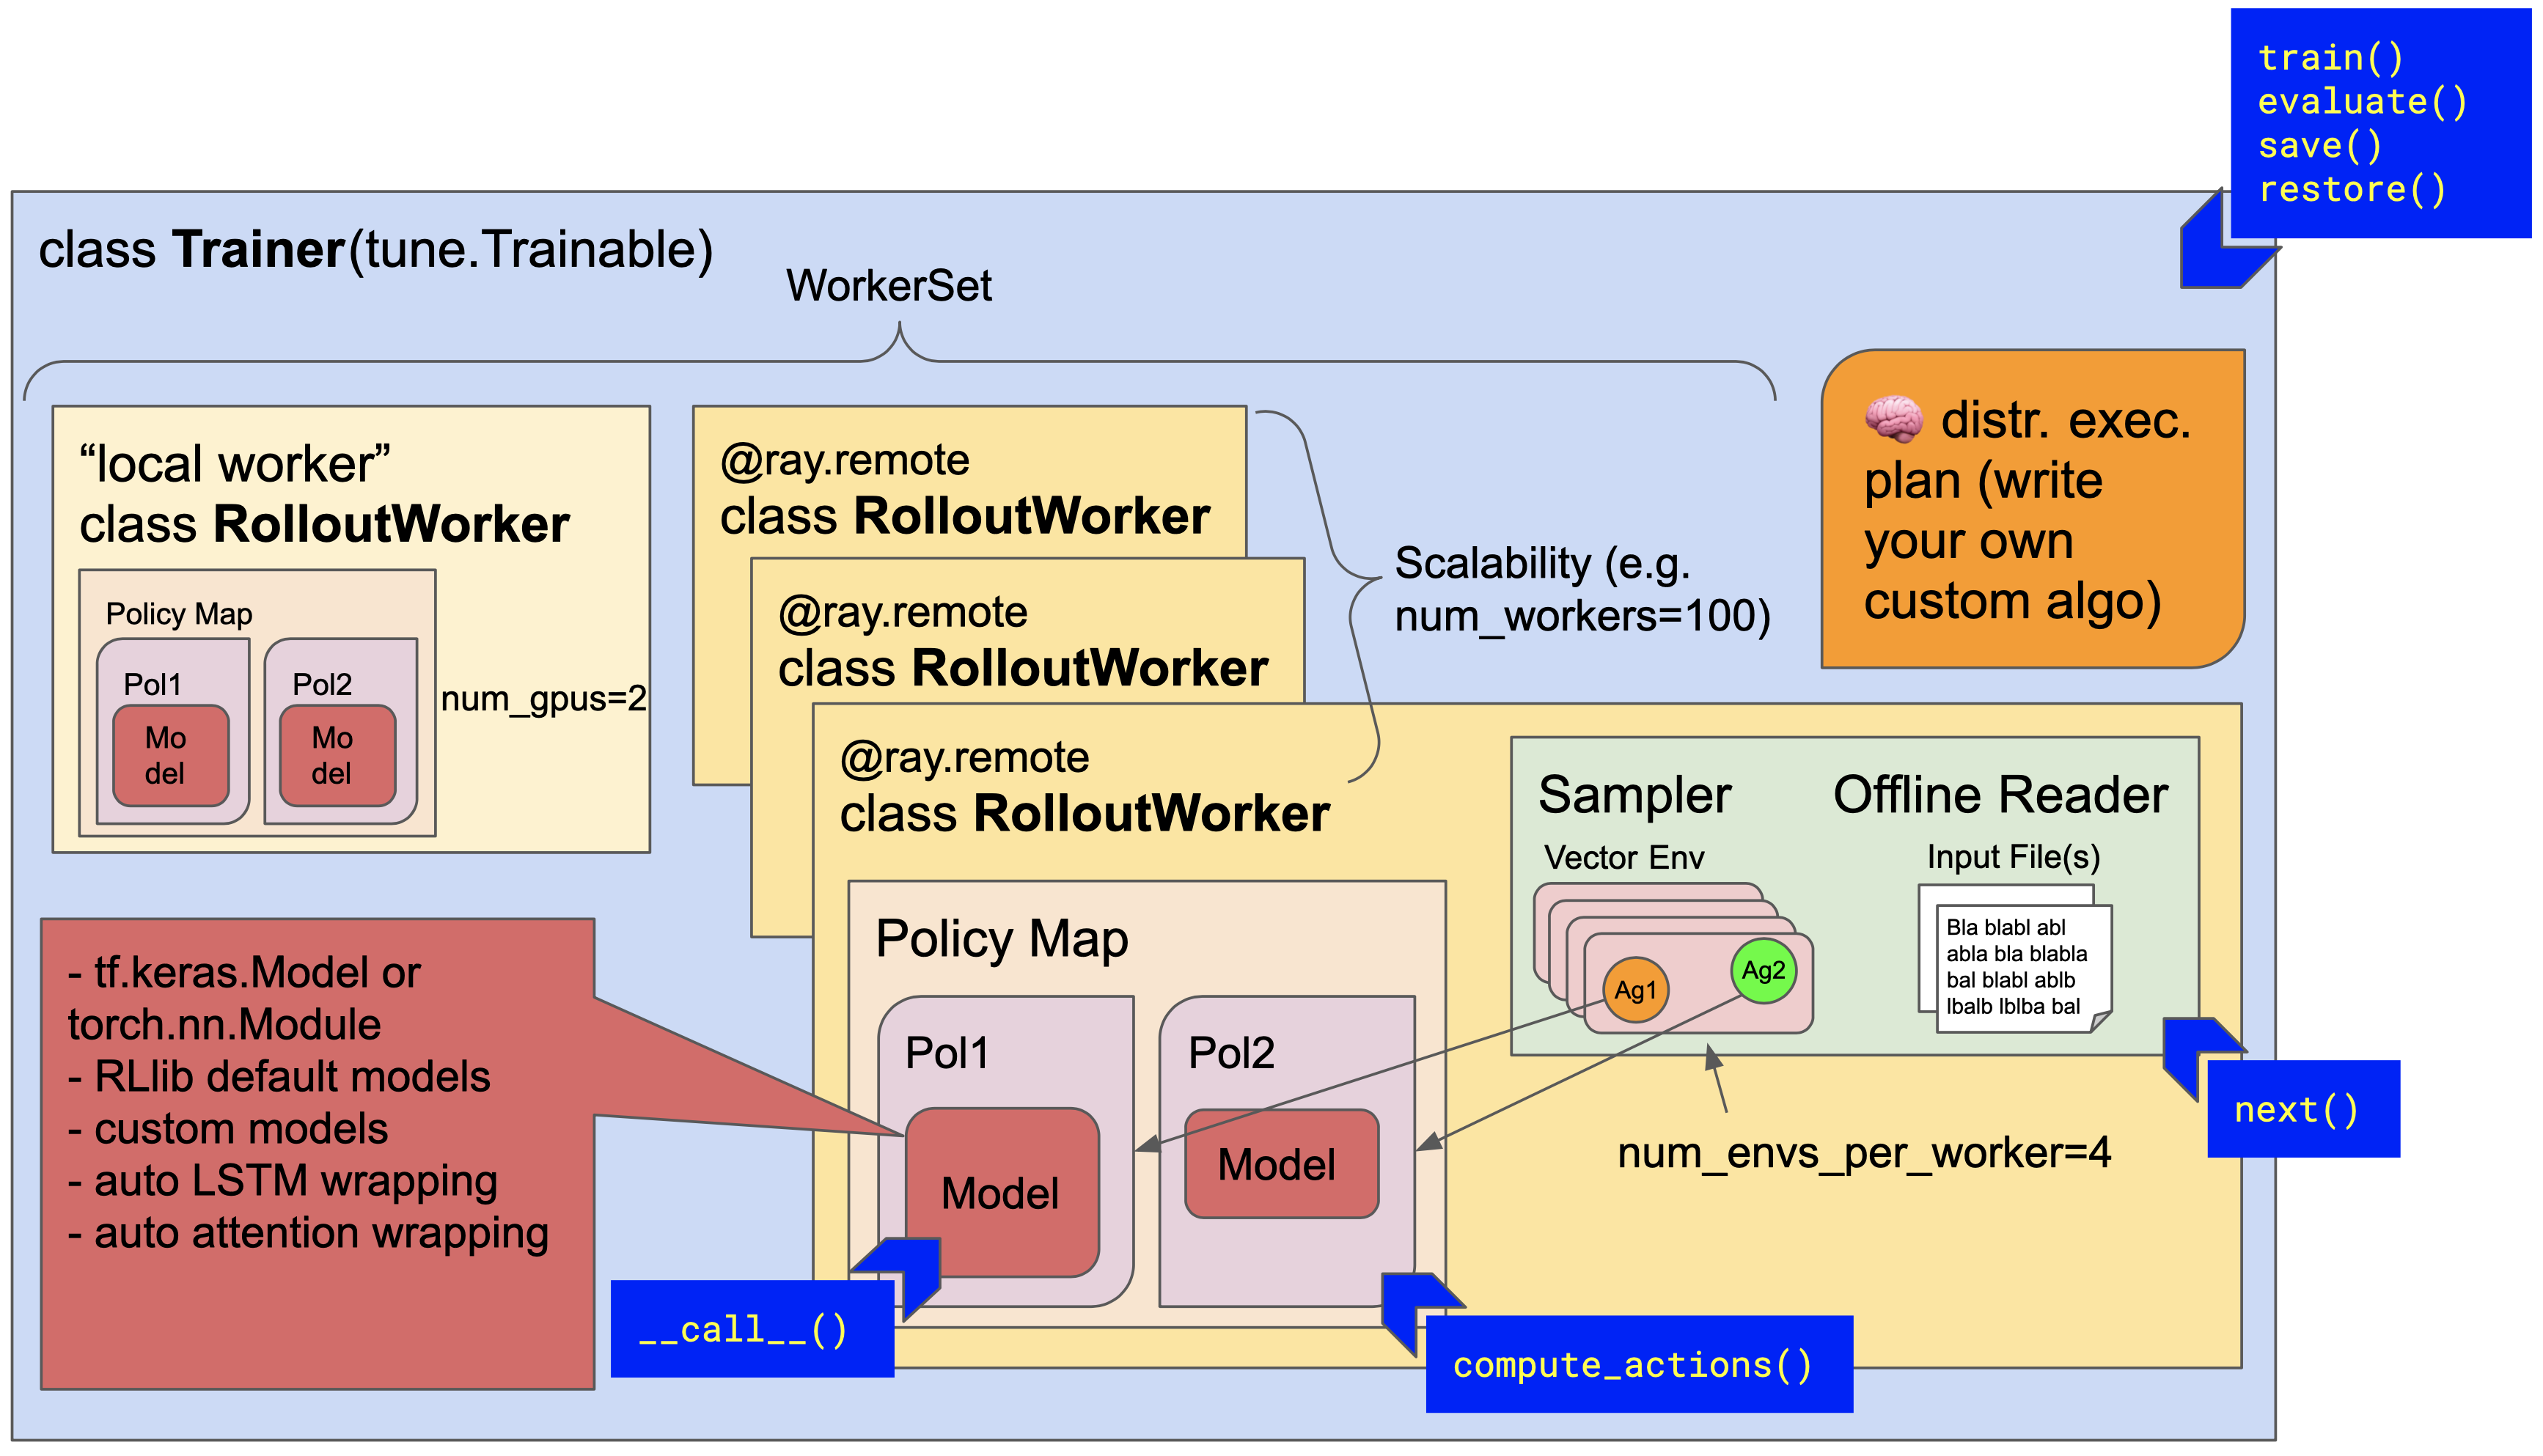 train()
evaluate()
save()
restore()
class Trainer(tune.Trainable)
WorkerSet
“local worker”
class RolloutWorker
Policy Map
Pol1
Mo
del
Pol2
Mo
del
num_gpus=2
@ray.remote
class RolloutWorker
@ray.remote
class RolloutWorker
@ray.remote
class RolloutWorker
Scalability (e.g.
num_workers=100)
distr. exec.
plan (write
your own
custom algo)
Policy Map
Pol1
Model
Pol2
Model
Sampler
Vector Env
Ag1
Ag2
Offline Reader
Input File(s)
Bla blabl abl
abla bla blabla
bal blabl ablb
lbalb lblba bal
num_envs_per_worker=4
next()
- tf.keras.Model or
torch.nn.Module
- RLlib default models
- custom models
- auto LSTM wrapping
- auto attention wrapping
__call__()
compute_actions()